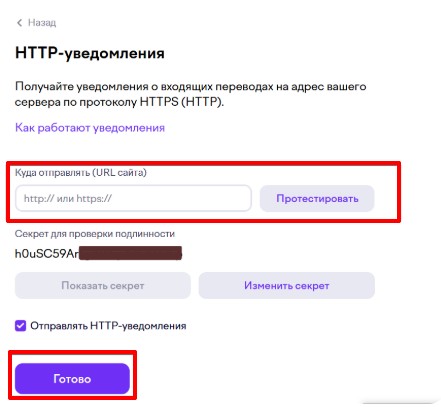 Назад
HTTP-уведомления
Получайте уведомления о входящих переводах на адрес вашего
сервера по протоколу HTTPS (HTTP).
Как работают уведомления
Куда отправлять (URL сайта)
http:// или https://
Протестировать
Секрет для проверки подлинности
h0uSC59Ar
Показать секрет
Изменить секрет
Отправлять HTTP-уведомления
Готово